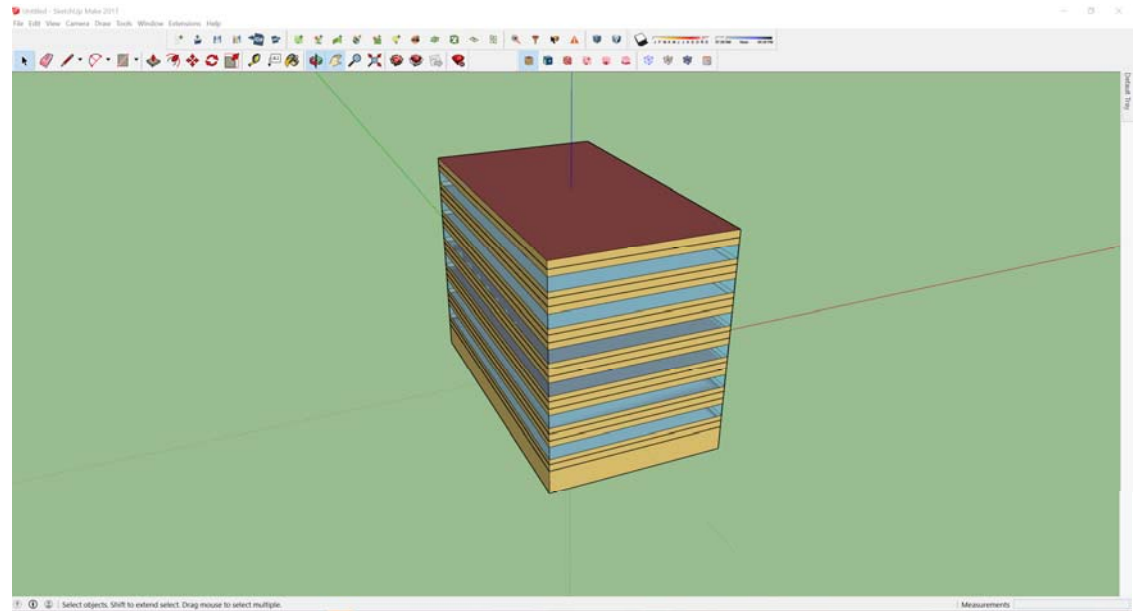 Untitled - SketchUp Make 2017
File Edit View Camera Draw Tools Window Extensions Help
Default Tray
Select objects. Shift to extend select. Drag mouse to select multiple.
Measurements